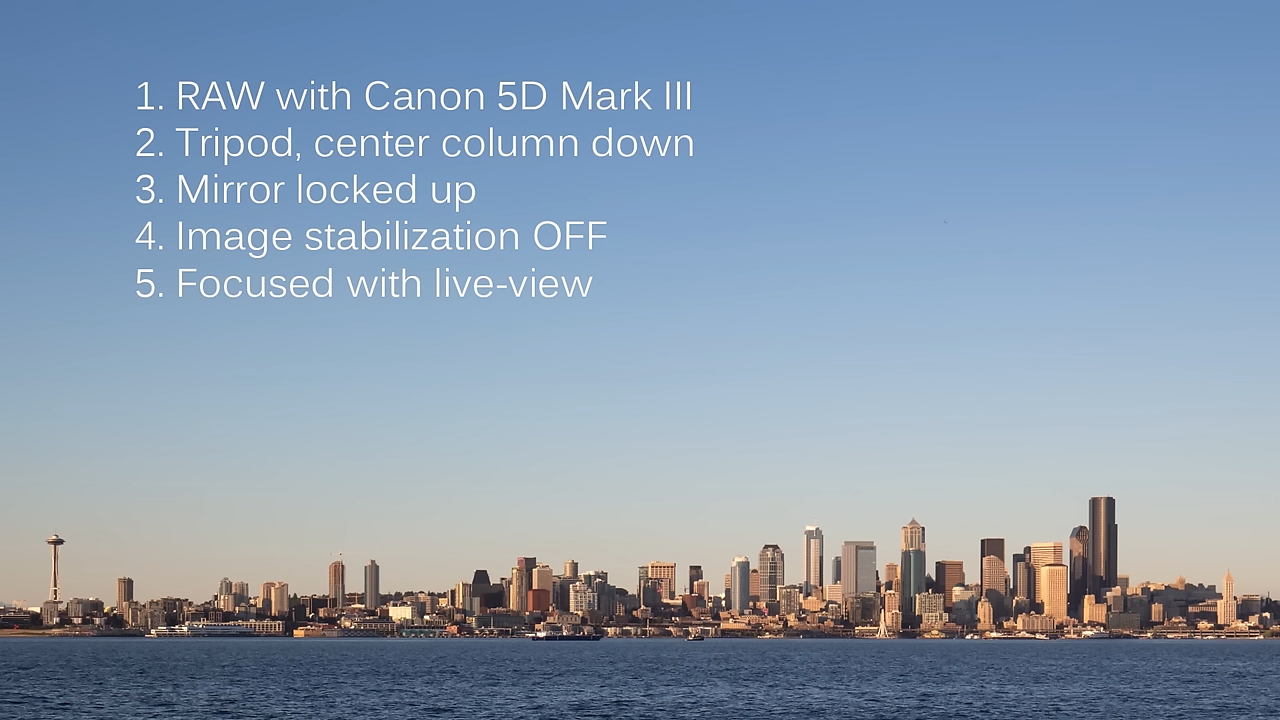 1. RAW with Canon 5D Mark III
2. Tripod, center column down
3. Mirror locked up
4. Image stabilization OFF
5. Focused with live-view